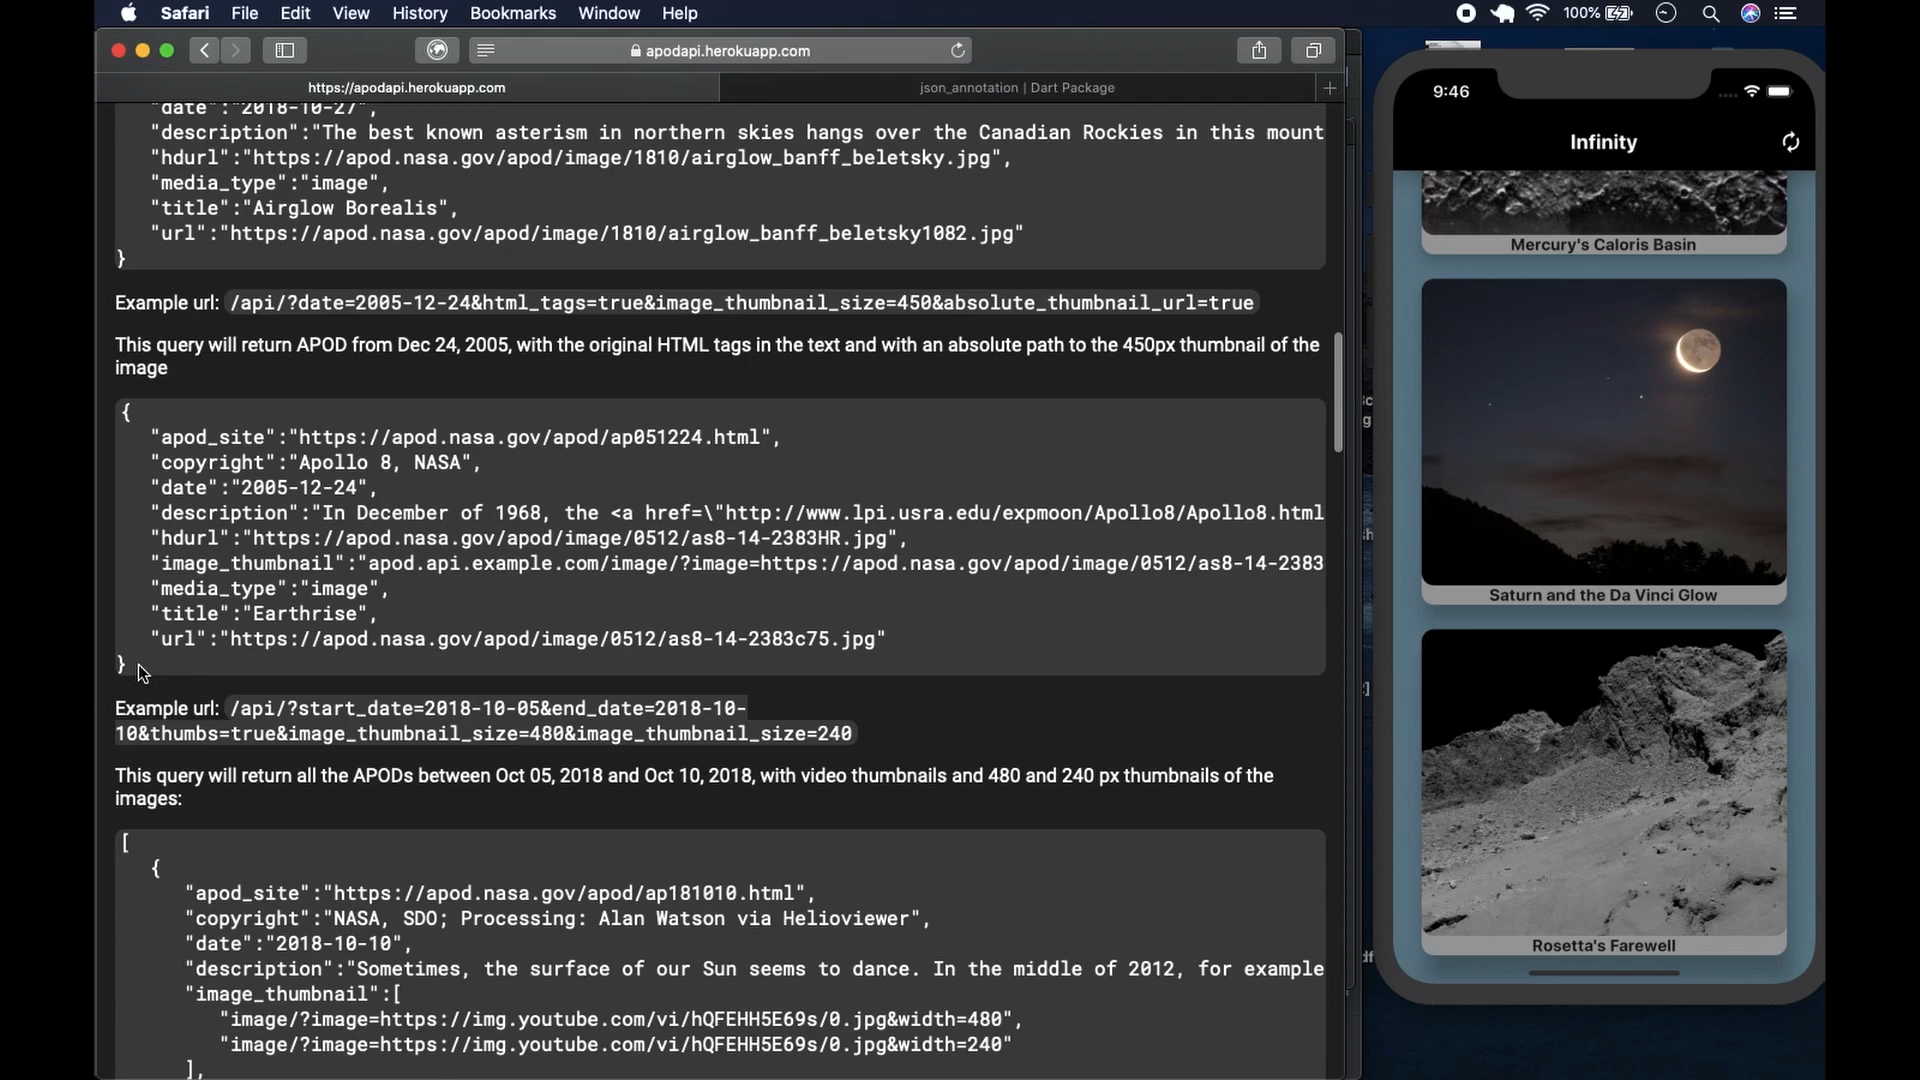 Safari File Edit View History Bookmarks Window Help 100%
apodapi.herokuapp.com
https://apodapi.herokuapp.com json_annotation | Dart Package
"date":"2018-10-27",
"description":"The best known asterism in northern skies hangs over the Canadian Rockies in this mount
"hdurl":"https://apod.nasa.gov/apod/image/1810/airglow_banff_beletsky.jpg",
"media_type":"image",
"title":"Airglow Borealis",
"url":"https://apod.nasa.gov/apod/image/1810/airglow_banff_beletsky1082.jpg"
}
Example url: /api/?date=2005-12-24&html_tags=true&image_thumbnail_size=450&absolute_thumbnail_url=true
This query will return APOD from Dec 24, 2005, with the original HTML tags in the text and with an absolute path to the 450px thumbnail of the
image
{
"apod_site":"https://apod.nasa.gov/apod/ap051224.html",
"copyright":"Apollo 8, NASA",
"date":"2005-12-24",
"description":"In December of 1968, the <a href=\"http://www.lpi.usra.edu/expmoon/Apollo8/Apollo8.html
"hdurl":"https://apod.nasa.gov/apod/image/0512/as8-14-2383HR.jpg",
"image_thumbnail":"apod.api.example.com/image/?image=https://apod.nasa.gov/apod/image/0512/as8-14-2383
"media_type":"image",
"title":"Earthrise",
"url":"https://apod.nasa.gov/apod/image/0512/as8-14-2383c75.jpg"
}
Example url: /api/?start_date=2018-10-05&end_date=2018-10-
10&thumbs=true&image_thumbnail_size=480&image_thumbnail_size=240
This query will return all the APODs between Oct 05, 2018 and Oct 10, 2018, with video thumbnails and 480 and 240 px thumbnails of the
images:
[
{
"apod_site":"https://apod.nasa.gov/apod/ap181010.html",
"copyright":"NASA, SDO; Processing: Alan Watson via Helioviewer",
"date":"2018-10-10",
"description":"Sometimes, the surface of our Sun seems to dance. In the middle of 2012, for example
"image_thumbnail":[
"image/?image=https://img.youtube.com/vi/hQFEHH5E69s/0.jpg&width=480",
"image/?image=https://img.youtube.com/vi/hQFEHH5E69s/0.jpg&width=240"
],
9:46
Infinity
Mercury's Caloris Basin
Saturn and the Da Vinci Glow
Rosetta's Farewell